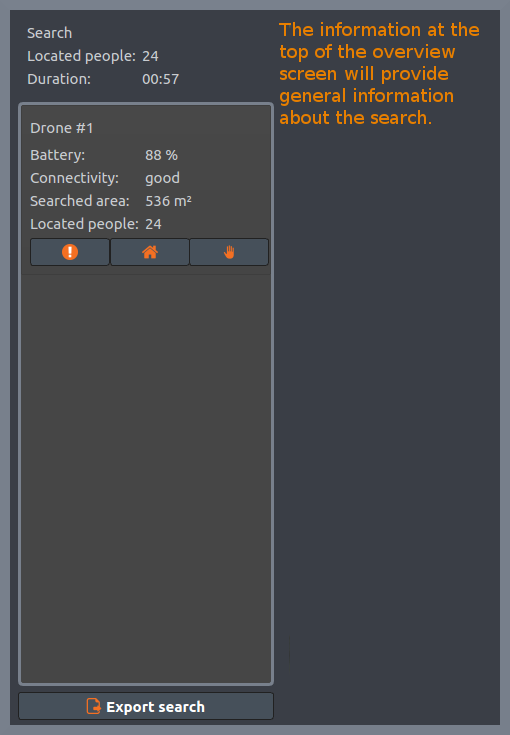 Search
Located people: 24
Duration: 00:57
The information at the
top of the overview
screen will provide
general information
about the search.
Drone #1
Battery: 88 %
Connectivity: good
Searched area: 536 m²
Located people: 24
Export search